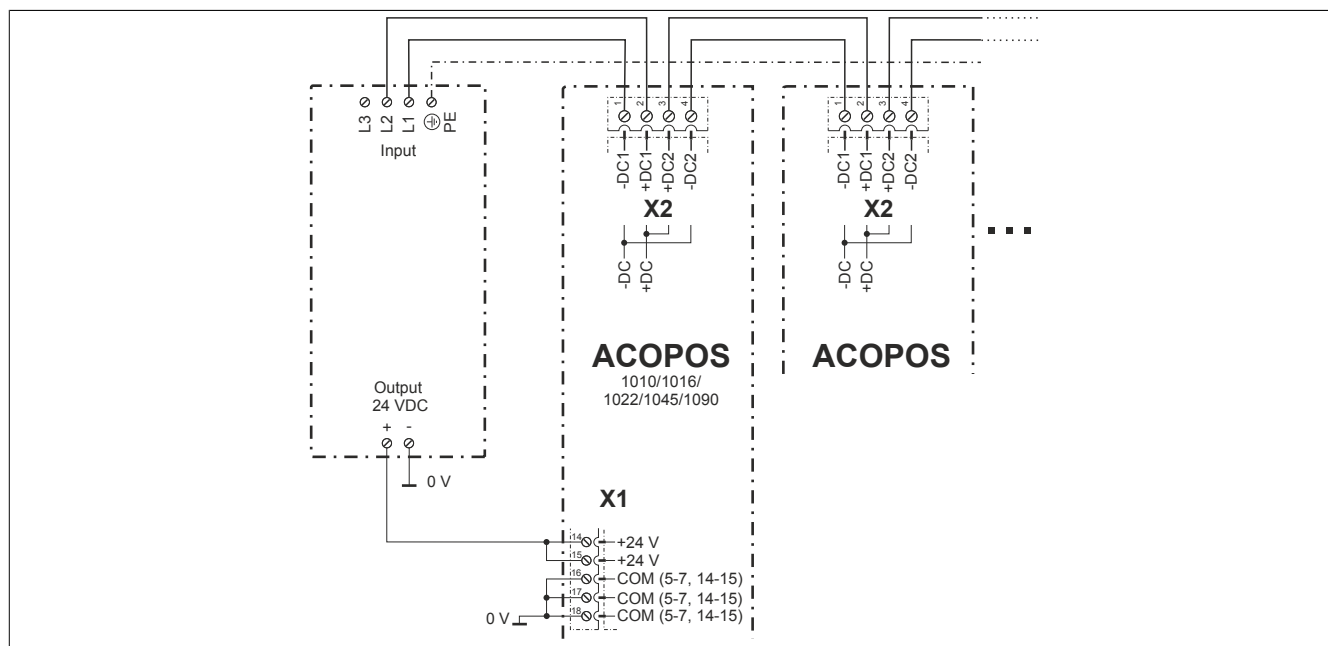 L3
L2
L1
PE
Input
Output
24 VDC
+ -
0 V
1 2 3 4
-DC1
+DC1
+DC2
-DC2
X2
-DC
+DC
ACOPOS
1010/1016/
1022/1045/1090
X1
14 +24 V
15 +24 V
16 COM (5-7, 14-15)
17 COM (5-7, 14-15)
18 COM (5-7, 14-15)
0 V
1 2 3 4
-DC1
+DC1
+DC2
-DC2
X2
-DC
+DC
ACOPOS
...